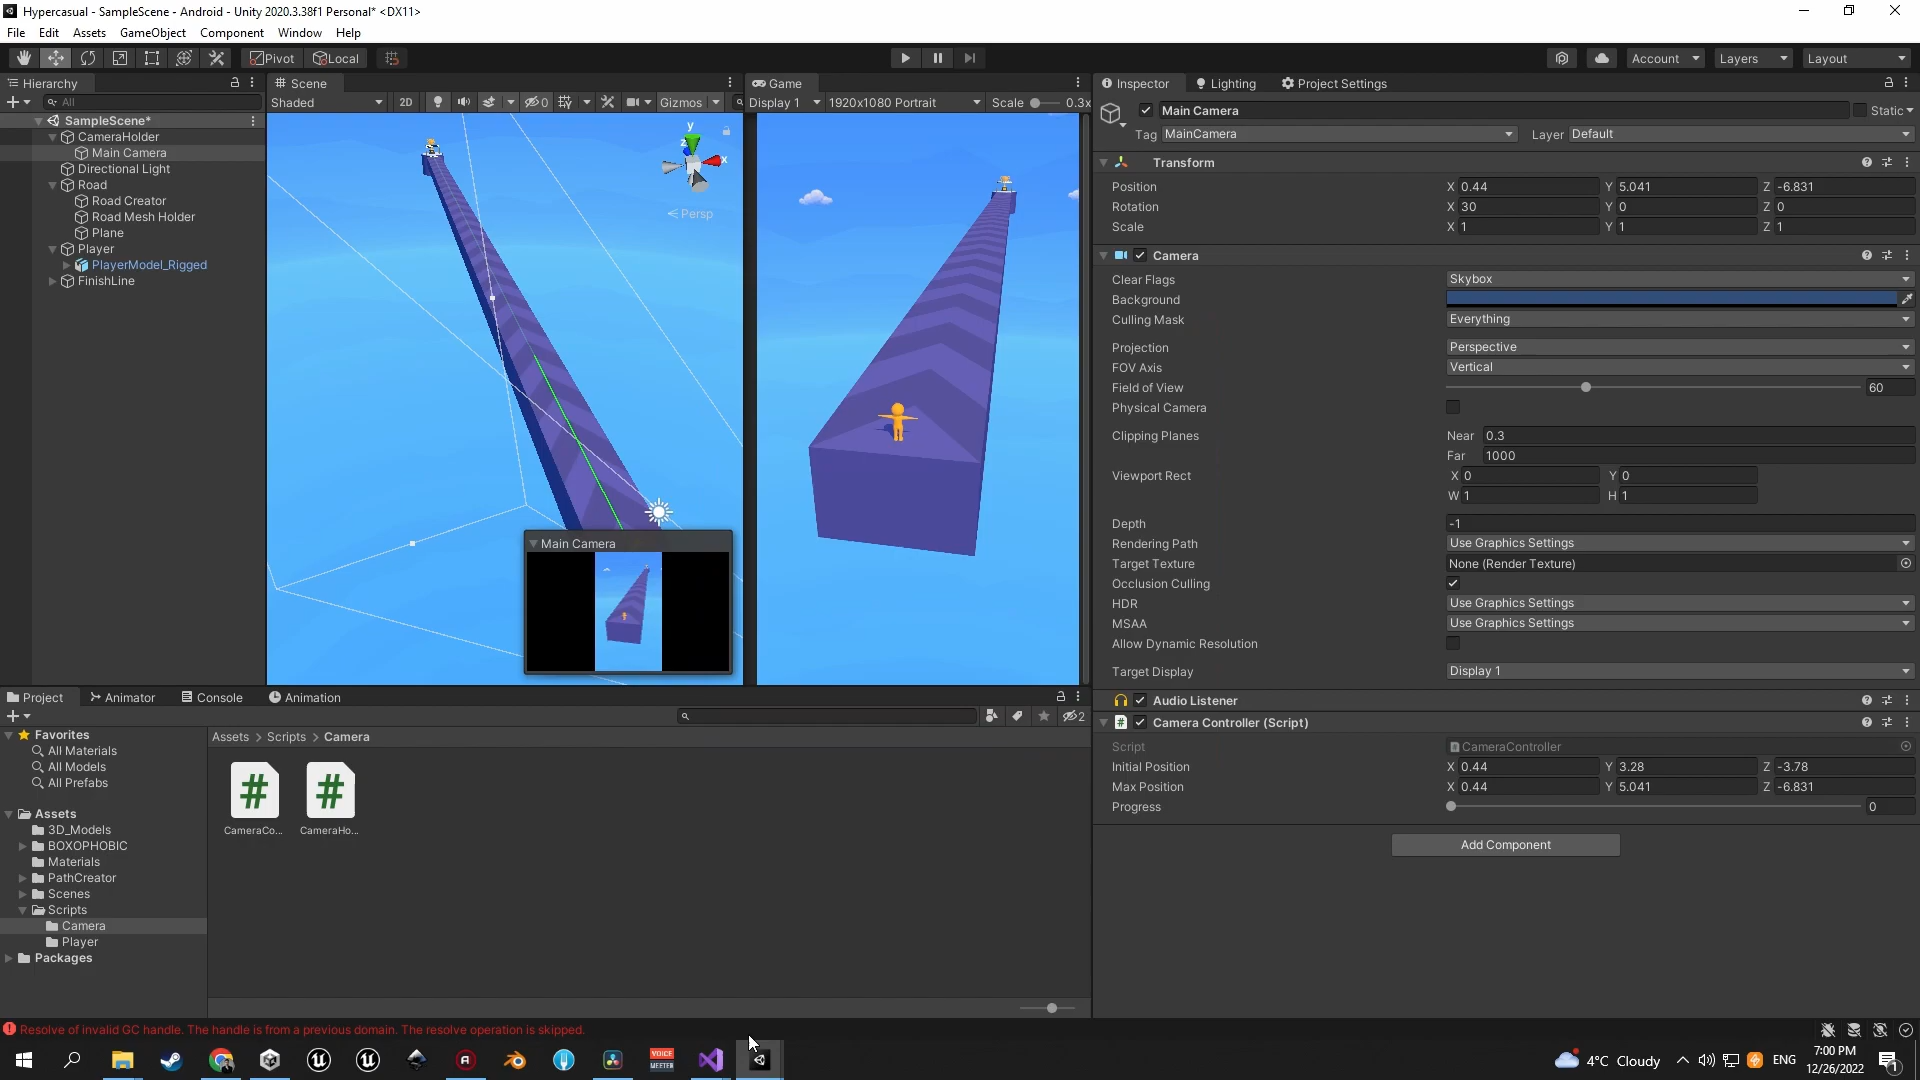 Hypercasual - SampleScene - Android - Unity 2020.3.38f1 Personal* <DX11>
File Edit Assets GameObject Component Window Help
Pivot Local Account Layers Layout
Hierarchy
All
SampleScene*
CameraHolder
Main Camera
Directional Light
Road
Road Creator
Road Mesh Holder
Plane
Player
PlayerModel_Rigged
FinishLine
Scene
Shaded 2D 0 Gizmos
y
z x
Persp
Main Camera
Game
Display 1 1920x1080 Portrait Scale 0.3x
Inspector Lighting Project Settings
Main Camera Static
Tag MainCamera Layer Default
Transform
Position X 0.44 Y 5.041 Z -6.831
Rotation X 30 Y 0 Z 0
Scale X 1 Y 1 Z 1
Camera
Clear Flags Skybox
Background
Culling Mask Everything
Projection Perspective
FOV Axis Vertical
Field of View 60
Physical Camera
Clipping Planes Near 0.3
Far 1000
Viewport Rect X 0 Y 0
W 1 H 1
Depth -1
Rendering Path Use Graphics Settings
Target Texture None (Render Texture)
Occlusion Culling
HDR Use Graphics Settings
MSAA Use Graphics Settings
Allow Dynamic Resolution
Target Display Display 1
Audio Listener
Camera Controller (Script)
Script CameraController
Initial Position X 0.44 Y 3.28 Z -3.78
Max Position X 0.44 Y 5.041 Z -6.831
Progress 0
Add Component
Project Animator Console Animation
2
Favorites
All Materials
All Models
All Prefabs
Assets
3D_Models
BOXOPHOBIC
Materials
PathCreator
Scenes
Scripts
Camera
Player
Packages
Assets > Scripts > Camera
CameraCo... CameraHo...
Resolve of invalid GC handle. The handle is from a previous domain. The resolve operation is skipped.
VOICE
MEETER
4°C Cloudy ENG 7:00 PM
12/26/2022
1